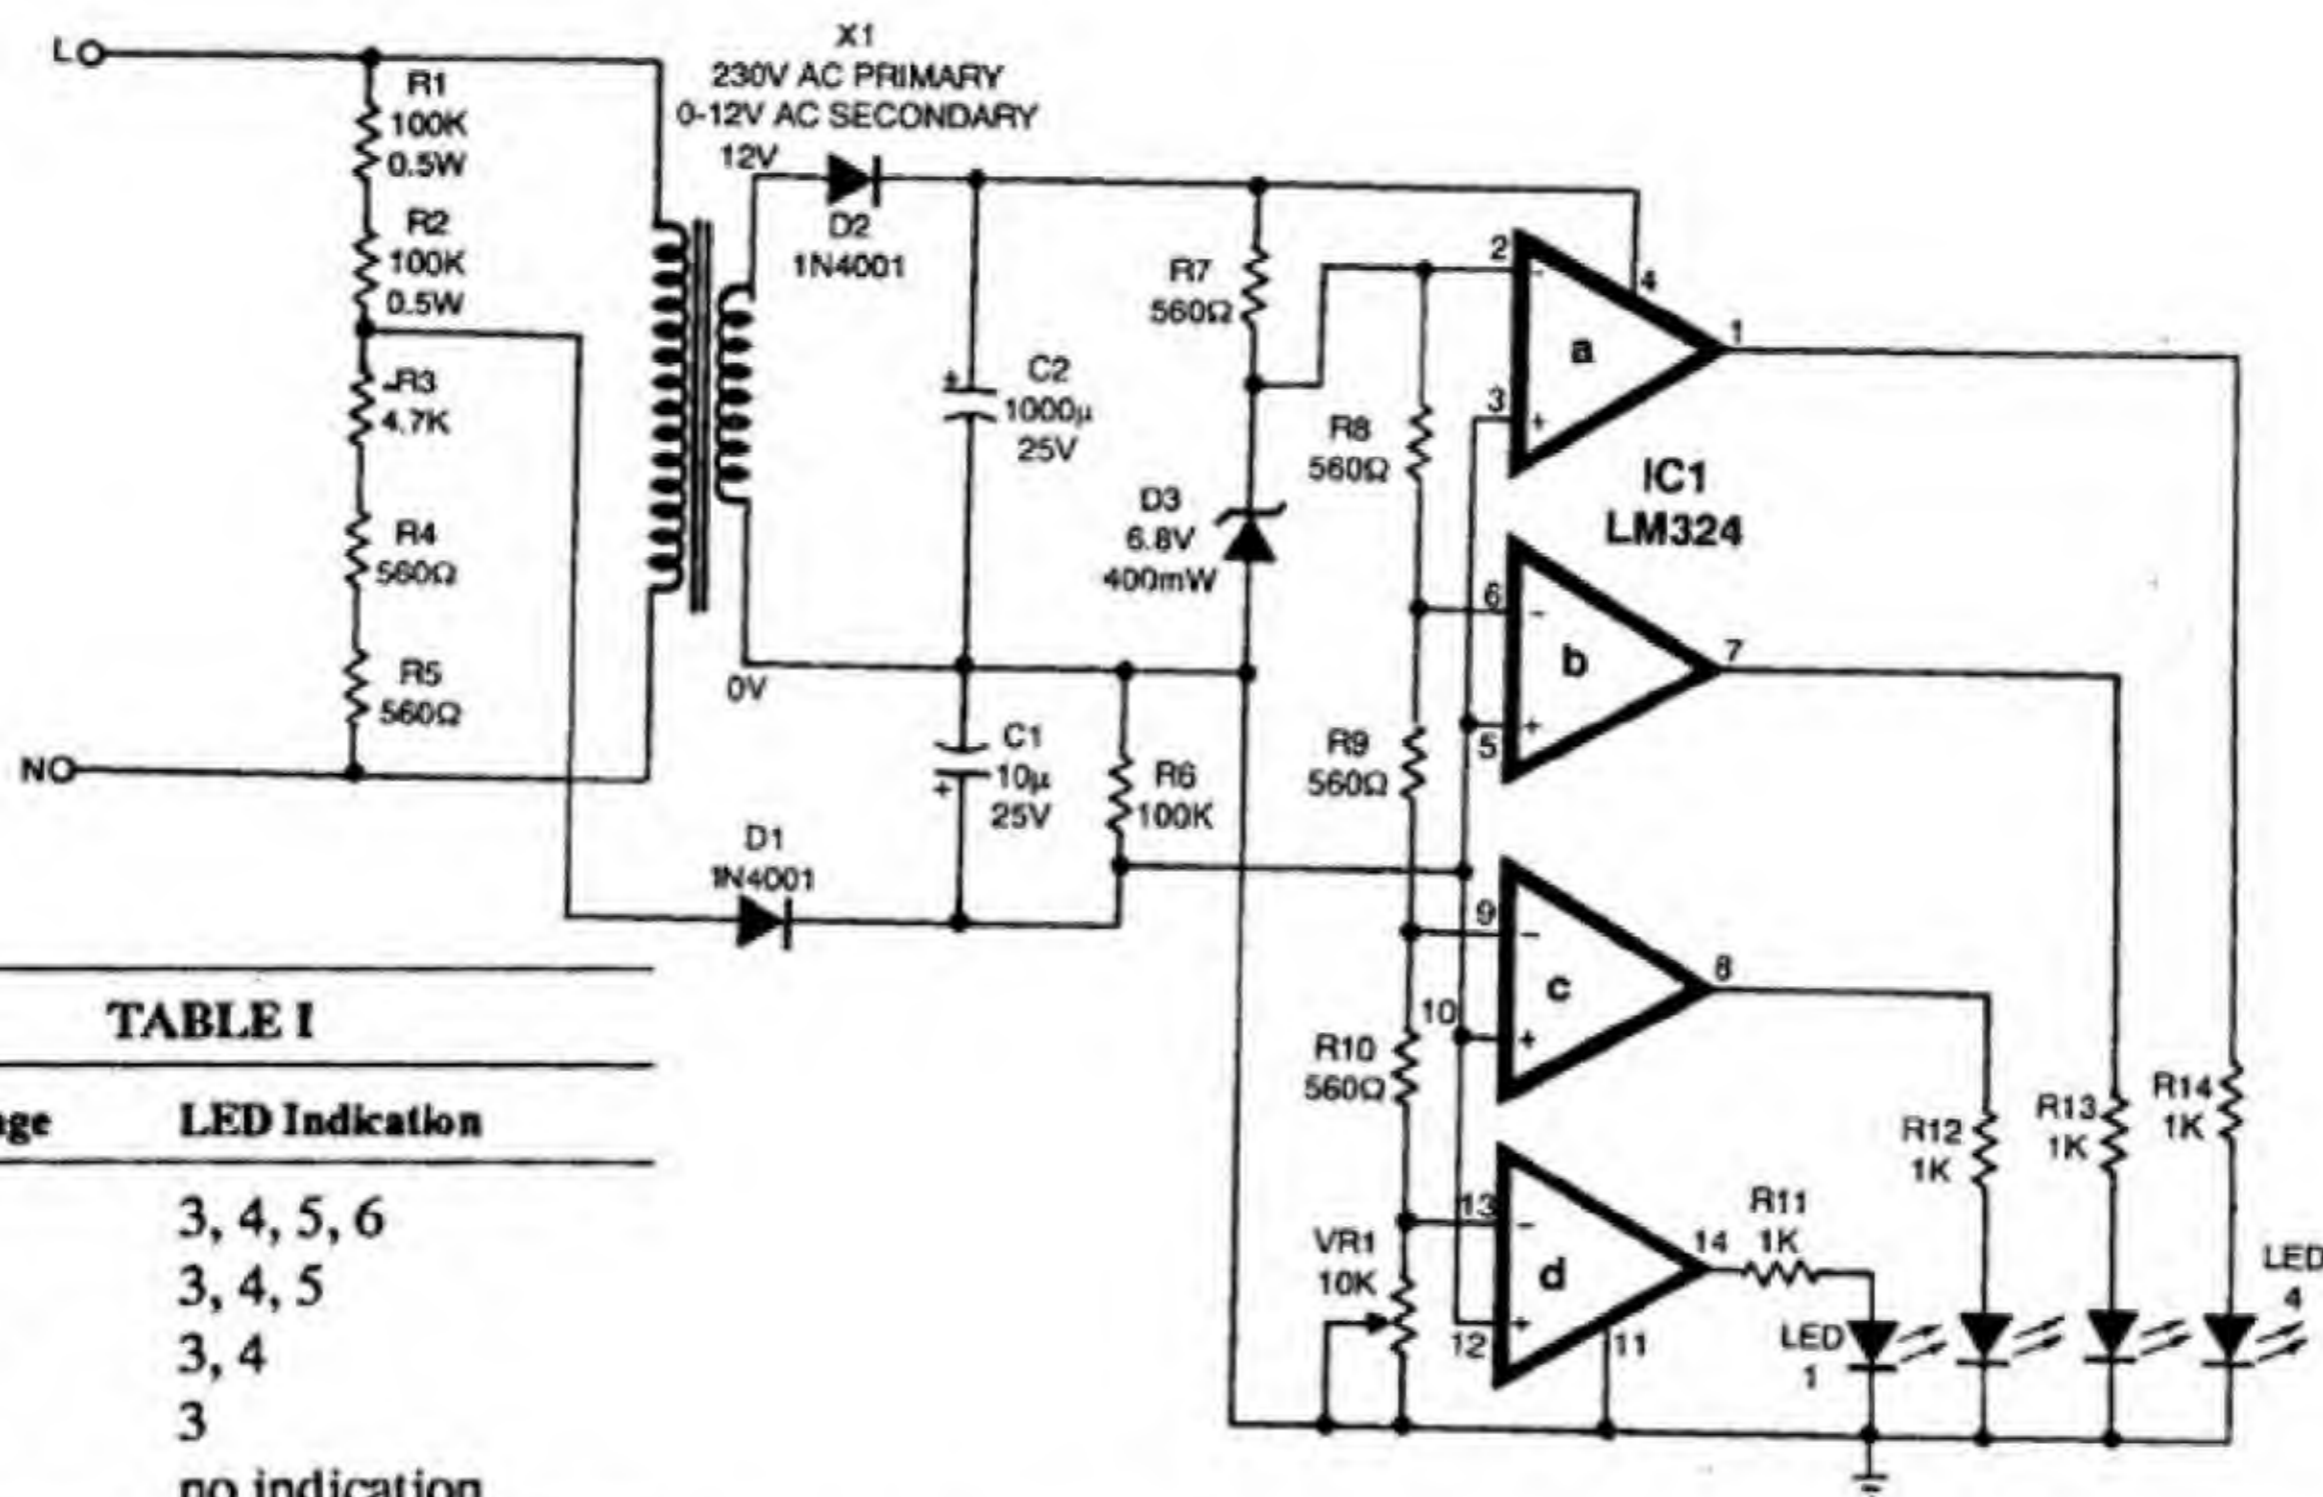 X1
230V AC PRIMARY
0-12V AC SECONDARY
12V
L
R1
100K
0.5W
R2
100K
0.5W
R3
4.7K
R4
560Ω
R5
560Ω
N
D2
1N4001
C2
1000µ
25V
+
0V
C1
10µ
25V
+
R6
100K
D1
1N4001
R7
560Ω
D3
6.8V
400mW
R8
560Ω
R9
560Ω
R10
560Ω
VR1
10K
2
-
3
+
4
a
1
IC1
LM324
6
-
5
+
b
7
9
-
10
+
c
8
13
-
12
+
d
11
14
R11
1K
R12
1K
R13
1K
R14
1K
LED
1
LED
4
TABLE I
LED Indication
3, 4, 5, 6
3, 4, 5
3, 4
3
no indication